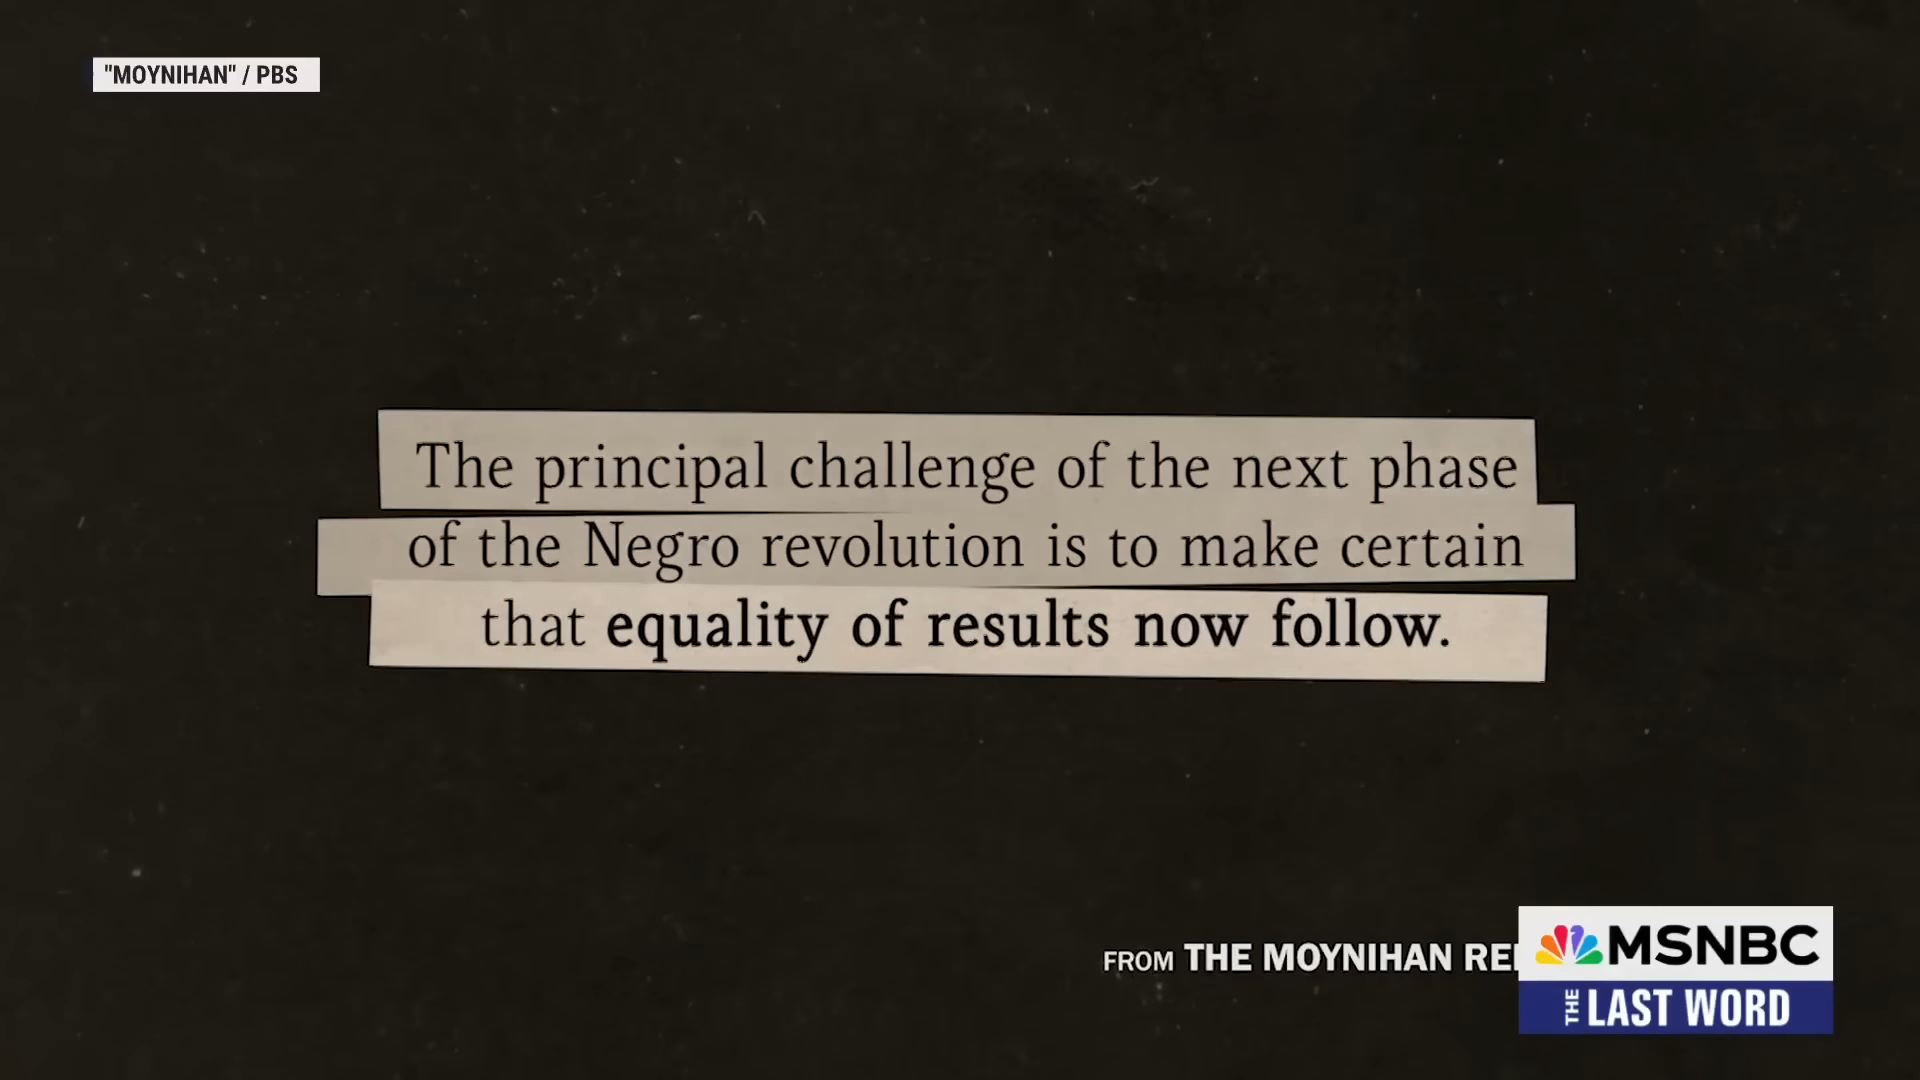 "MOYNIHAN" / PBS
The principal challenge of the next phase
of the Negro revolution is to make certain
that equality of results now follow.
FROM THE MOYNIHAN
MSNBC
THE LAST WORD